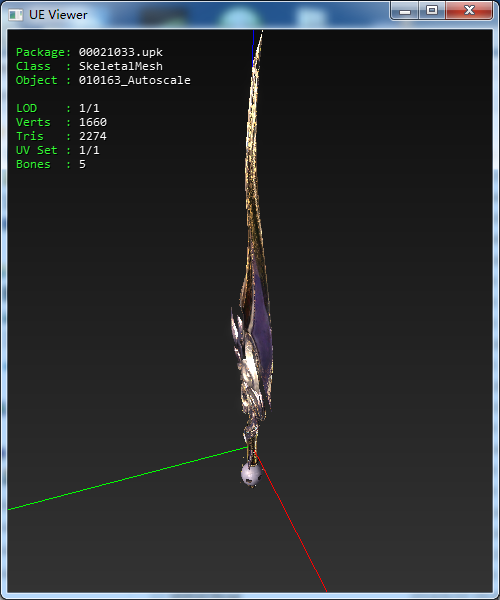 UE Viewer
Package: 00021033.upk
Class : SkeletalMesh
Object : 010163_Autoscale
LOD : 1/1
Verts : 1660
Tris : 2274
UV Set : 1/1
Bones : 5